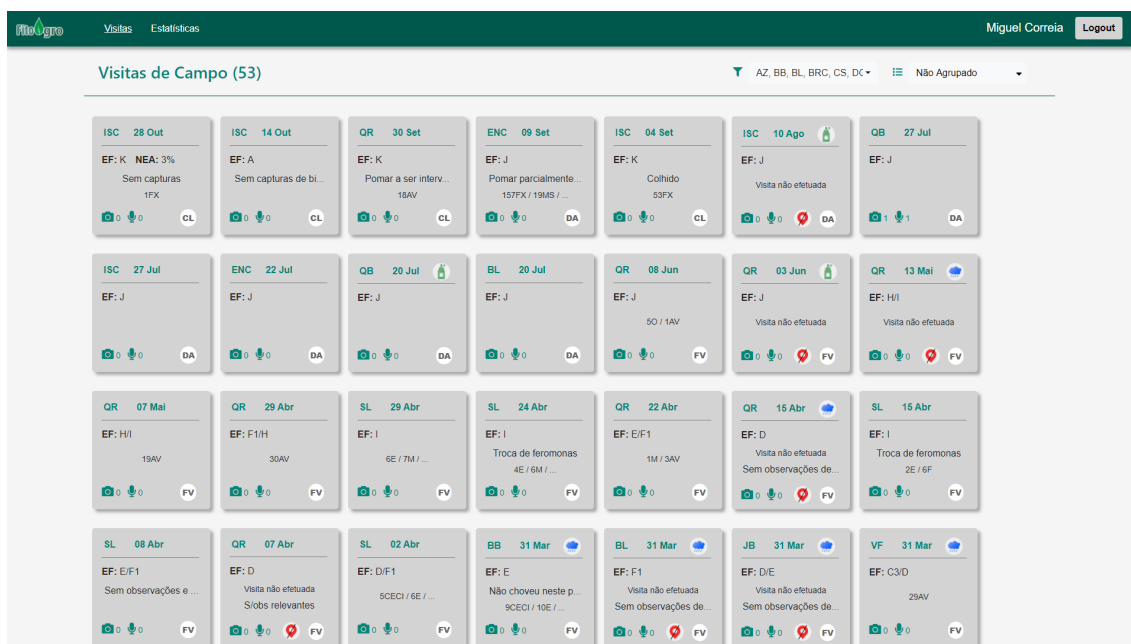 FitoAgro Visitas Estatísticas Miguel Correia Logout
Visitas de Campo (53) AZ, BB, BL, BRC, CS, DC Não Agrupado
ISC 28 Out
EF: K NEA: 3%
Sem capturas
1FX
0 0 CL
ISC 14 Out
EF: A
Sem capturas de bi...
0 0 CL
QR 30 Set
EF: K
Pomar a ser interv...
18AV
0 0 CL
ENC 09 Set
EF: J
Pomar parcialmente...
157FX / 19MS / ...
0 0 DA
ISC 04 Set
EF: K
Colhido
53FX
0 0 CL
ISC 10 Ago
EF: J
Visita não efetuada
0 0 DA
QB 27 Jul
EF: J
1 1 DA
ISC 27 Jul
EF: J
0 0 DA
ENC 22 Jul
EF: J
0 0 DA
QB 20 Jul
EF: J
0 0 DA
BL 20 Jul
EF: J
0 0 DA
QR 08 Jun
EF: J
5O / 1AV
0 0 FV
QR 03 Jun
EF: J
Visita não efetuada
0 0 FV
QR 13 Mai
EF: H/I
Visita não efetuada
0 0 FV
QR 07 Mai
EF: H/I
19AV
0 0 FV
QR 29 Abr
EF: F1/H
30AV
0 0 FV
SL 29 Abr
EF: I
6E / 7M / ...
0 0 FV
SL 24 Abr
EF: I
Troca de feromonas
4E / 6M / ...
0 0 FV
QR 22 Abr
EF: E/F1
1M / 3AV
0 0 FV
QR 15 Abr
EF: D
Visita não efetuada
Sem observações de...
0 0 FV
SL 15 Abr
EF: I
Troca de feromonas
2E / 6F
0 0 FV
SL 08 Abr
EF: E/F1
Sem observações e ...
0 0 FV
QR 07 Abr
EF: D
Visita não efetuada
S/obs relevantes
0 0 FV
SL 02 Abr
EF: D/F1
5CECI / 6E / ...
0 0 FV
BB 31 Mar
EF: E
Não choveu neste p...
9CECI / 10E / ...
0 0 FV
BL 31 Mar
EF: F1
Visita não efetuada
Sem observações de...
0 0 FV
JB 31 Mar
EF: D/E
Visita não efetuada
Sem observações de...
0 0 FV
VF 31 Mar
EF: C3/D
29AV
0 0 FV